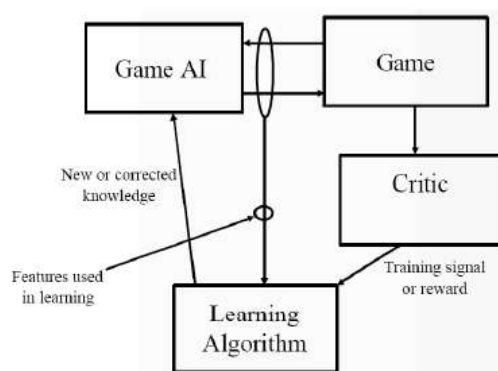 Game AI
Game
New or corrected
knowledge
Critic
Features used
in learning
Training signal
or reward
Learning
Algorithm